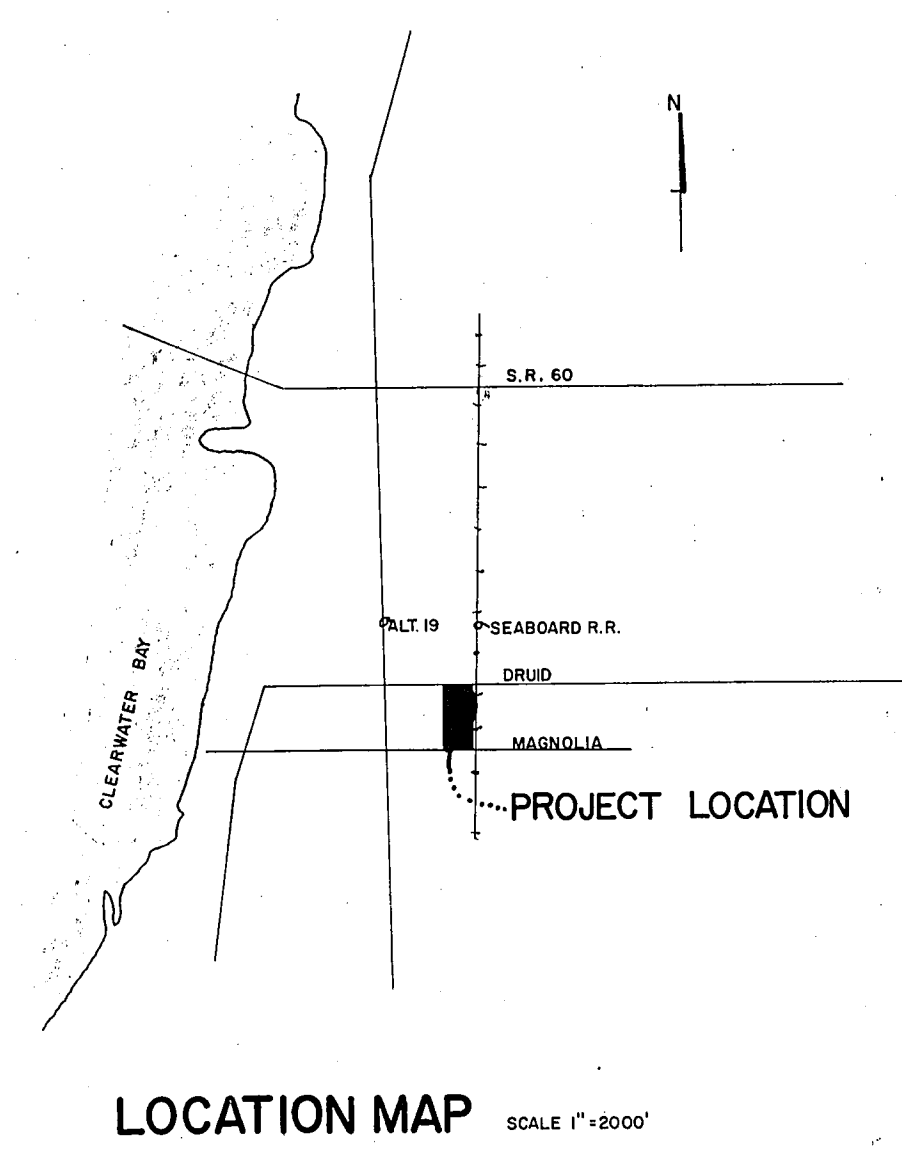 N
S.R. 60
ALT. 19
SEABOARD R.R.
CLEARWATER BAY
DRUID
MAGNOLIA
PROJECT LOCATION
LOCATION MAP SCALE 1" = 2000'